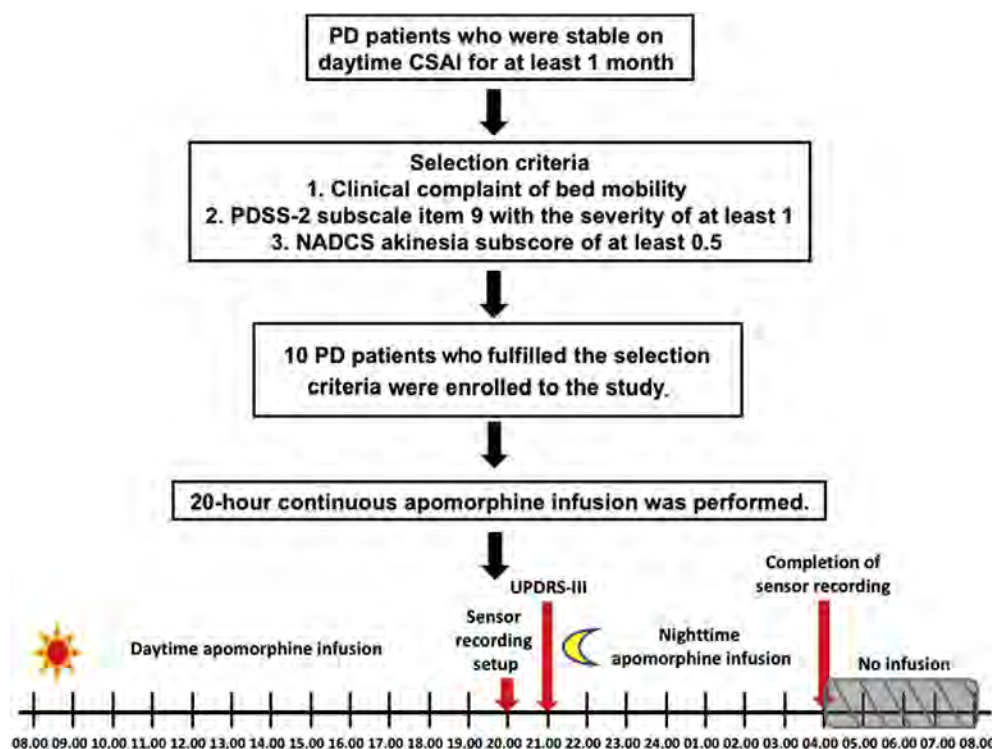 PD patients who were stable on
daytime CSAI for at least 1 month
Selection criteria
1. Clinical complaint of bed mobility
2. PDSS-2 subscale item 9 with the severity of at least 1
3. NADCS akinesia subscore of at least 0.5
10 PD patients who fulfilled the selection
criteria were enrolled to the study.
20-hour continuous apomorphine infusion was performed.
UPDRS-III
Completion of
sensor recording
Sensor
recording
setup
Daytime apomorphine infusion
Nighttime
apomorphine infusion
No infusion
08.00 09.00 10.00 11.00 12.00 13.00 14.00 15.00 16.00 17.00 18.00 19.00 20.00 21.00 22.00 23.00 24.00 01.00 02.00 03.00 04.00 05.00 06.00 07.00 08.00